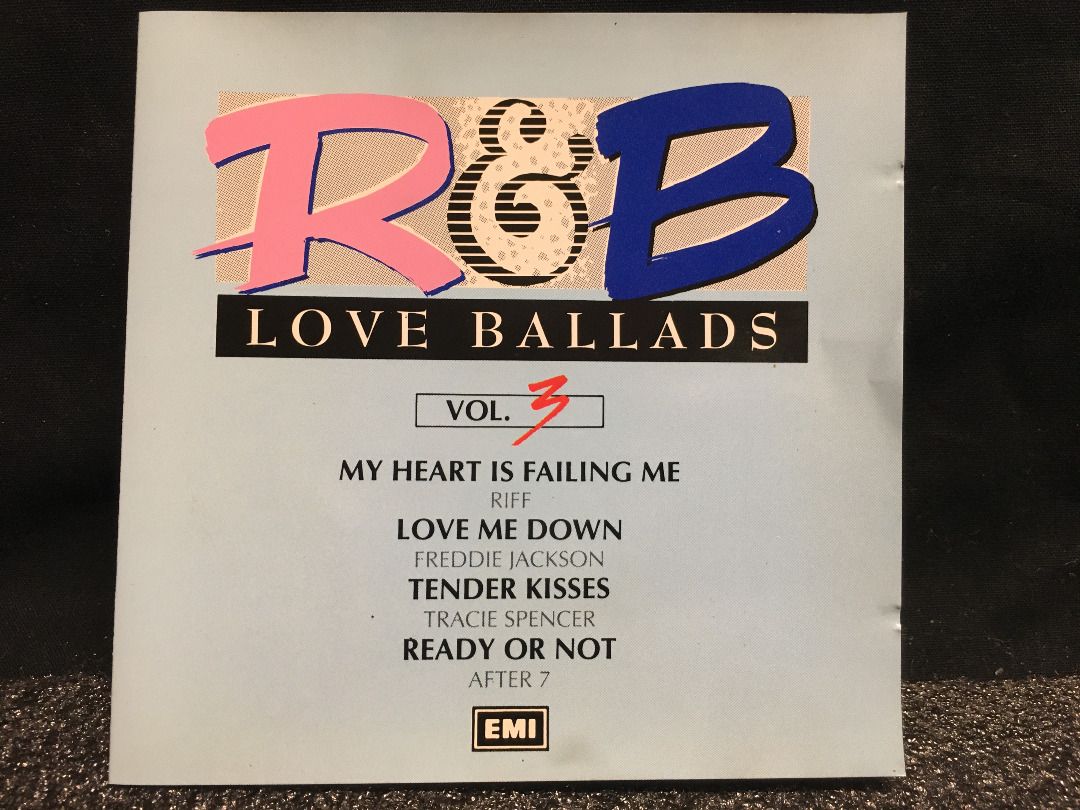 R&B
LOVE BALLADS
VOL. 3
MY HEART IS FAILING ME
RIFF
LOVE ME DOWN
FREDDIE JACKSON
TENDER KISSES
TRACIE SPENCER
READY OR NOT
AFTER 7
EMI